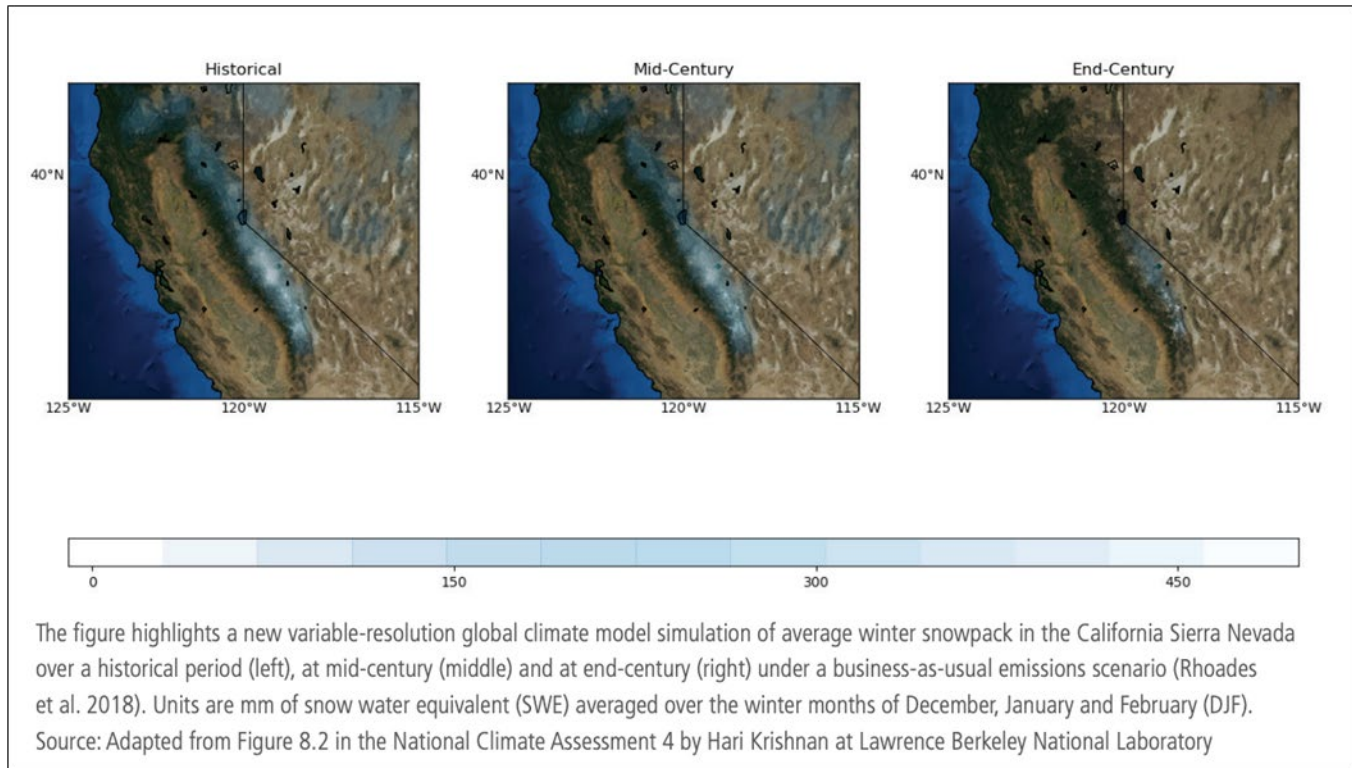 Historical
Mid-Century
End-Century
40°N
40°N
40°N
125°W 120°W 115°W
125°W 120°W 115°W
125°W 120°W 115°W
0 150 300 450
The figure highlights a new variable-resolution global climate model simulation of average winter snowpack in the California Sierra Nevada
over a historical period (left), at mid-century (middle) and at end-century (right) under a business-as-usual emissions scenario (Rhoades
et al. 2018). Units are mm of snow water equivalent (SWE) averaged over the winter months of December, January and February (DJF).
Source: Adapted from Figure 8.2 in the National Climate Assessment 4 by Hari Krishnan at Lawrence Berkeley National Laboratory